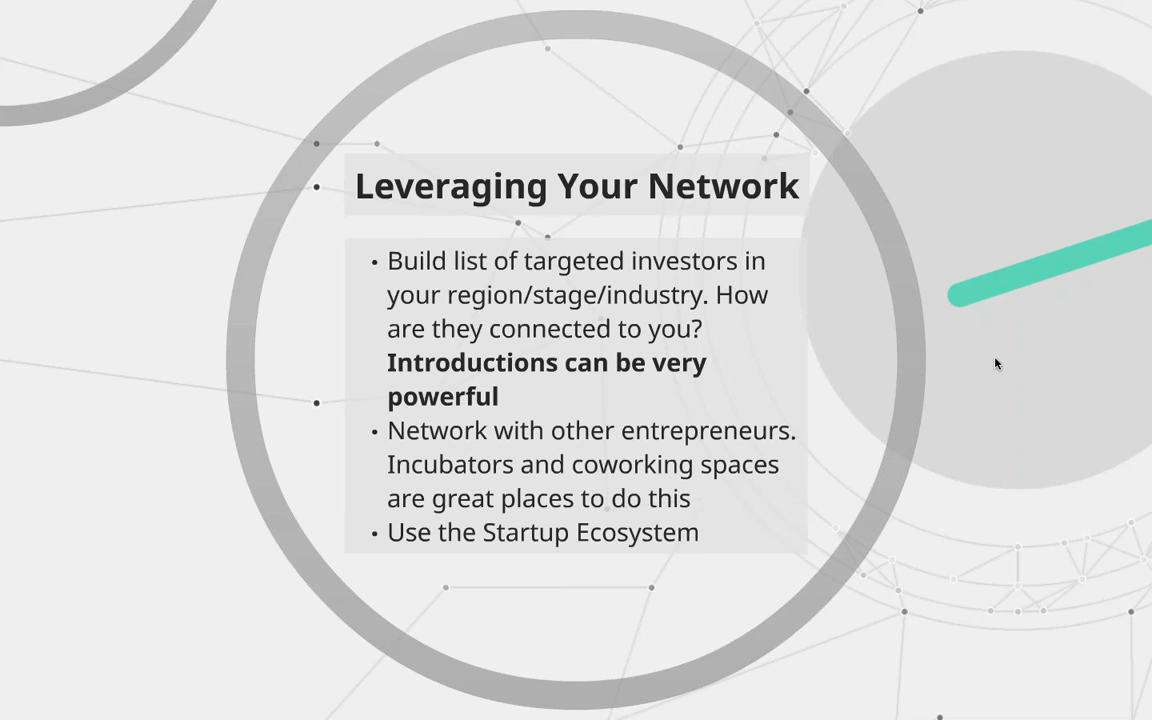 Leveraging Your Network
• Build list of targeted investors in
your region/stage/industry. How
are they connected to you?
Introductions can be very
powerful
• Network with other entrepreneurs.
Incubators and coworking spaces
are great places to do this
• Use the Startup Ecosystem